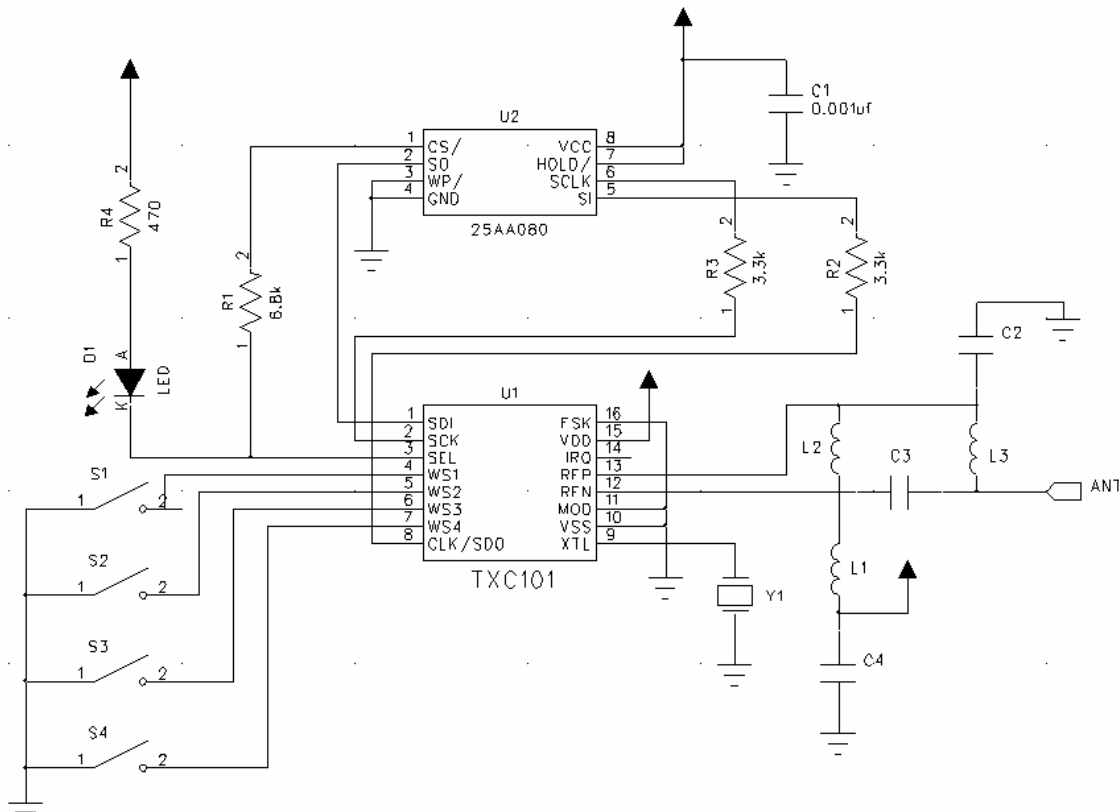 C1
0.001uf
U2
1 CS/ VCC 8
2 SO HOLD/ 7
3 WP/ SCLK 6
4 GND SI 5
25AA080
2
R4
470
1
2
R1
6.8k
1
2
R3
3.3k
1
2
R2
3.3k
1
C2
D1
A
LED
K
U1
1 SDI FSK 16
2 SCK VDD 15
3 SEL IRQ 14
4 WS1 RFP 13
5 WS2 RFN 12
6 WS3 MOD 11
7 WS4 VSS 10
8 CLK/SDO XTL 9
TXC101
L2
C3
L3
ANT
S1
1 2
S2
1 2
S3
1 2
S4
1 2
L1
Y1
C4